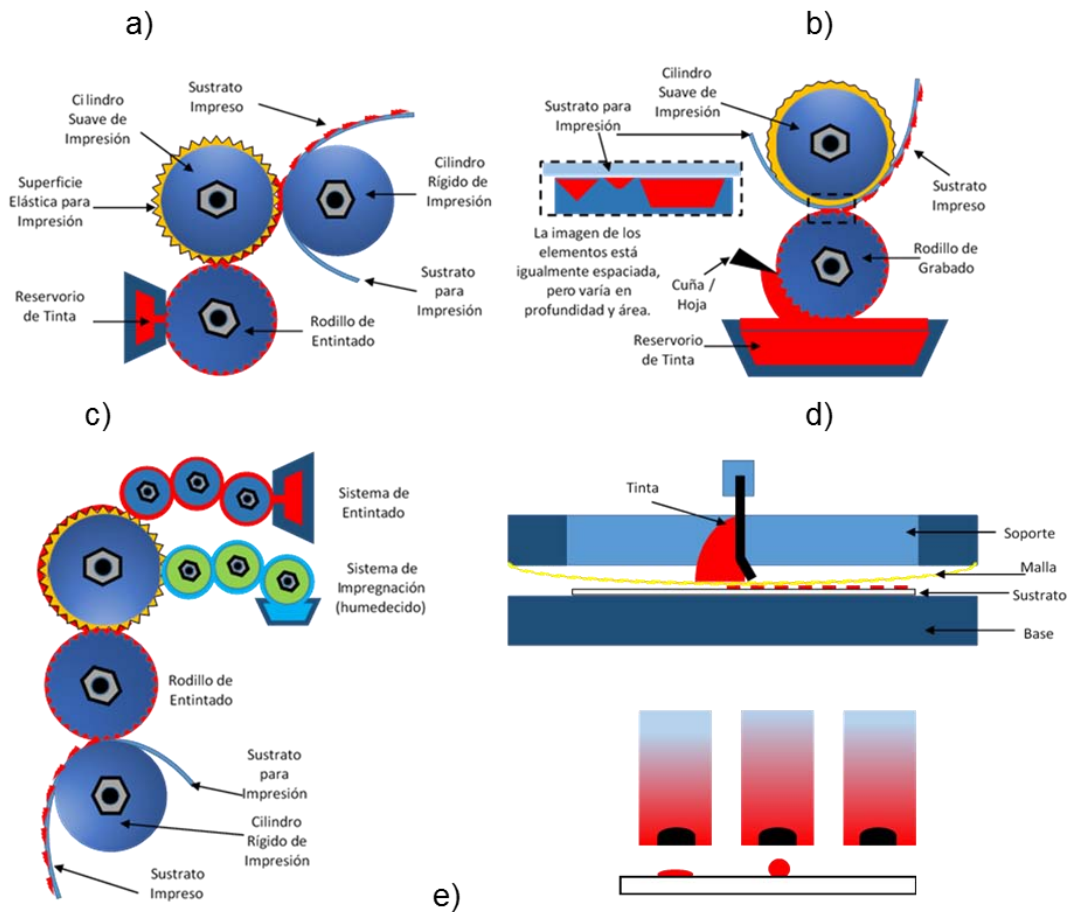 a)
Sustrato
Impreso
Cilindro
Suave de
Impresión
Superficie
Elástica para
Impresión
Cilindro
Rígido de
Impresión
Sustrato
para
Impresión
Reservorio
de Tinta
Rodillo de
Entintado
b)
Cilindro
Suave de
Impresión
Sustrato para
Impresión
Sustrato
Impreso
La imagen de los
elementos está
igualmente espaciada,
pero varía en
profundidad y área.
Rodillo de
Grabado
Cuña /
Hoja
Reservorio
de Tinta
c)
Sistema de
Entintado
Sistema de
Impregnación
(humedecido)
Rodillo de
Entintado
Sustrato
para
Impresión
Cilindro
Rígido de
Impresión
Sustrato
Impreso
d)
Tinta
Soporte
Malla
Sustrato
Base
e)